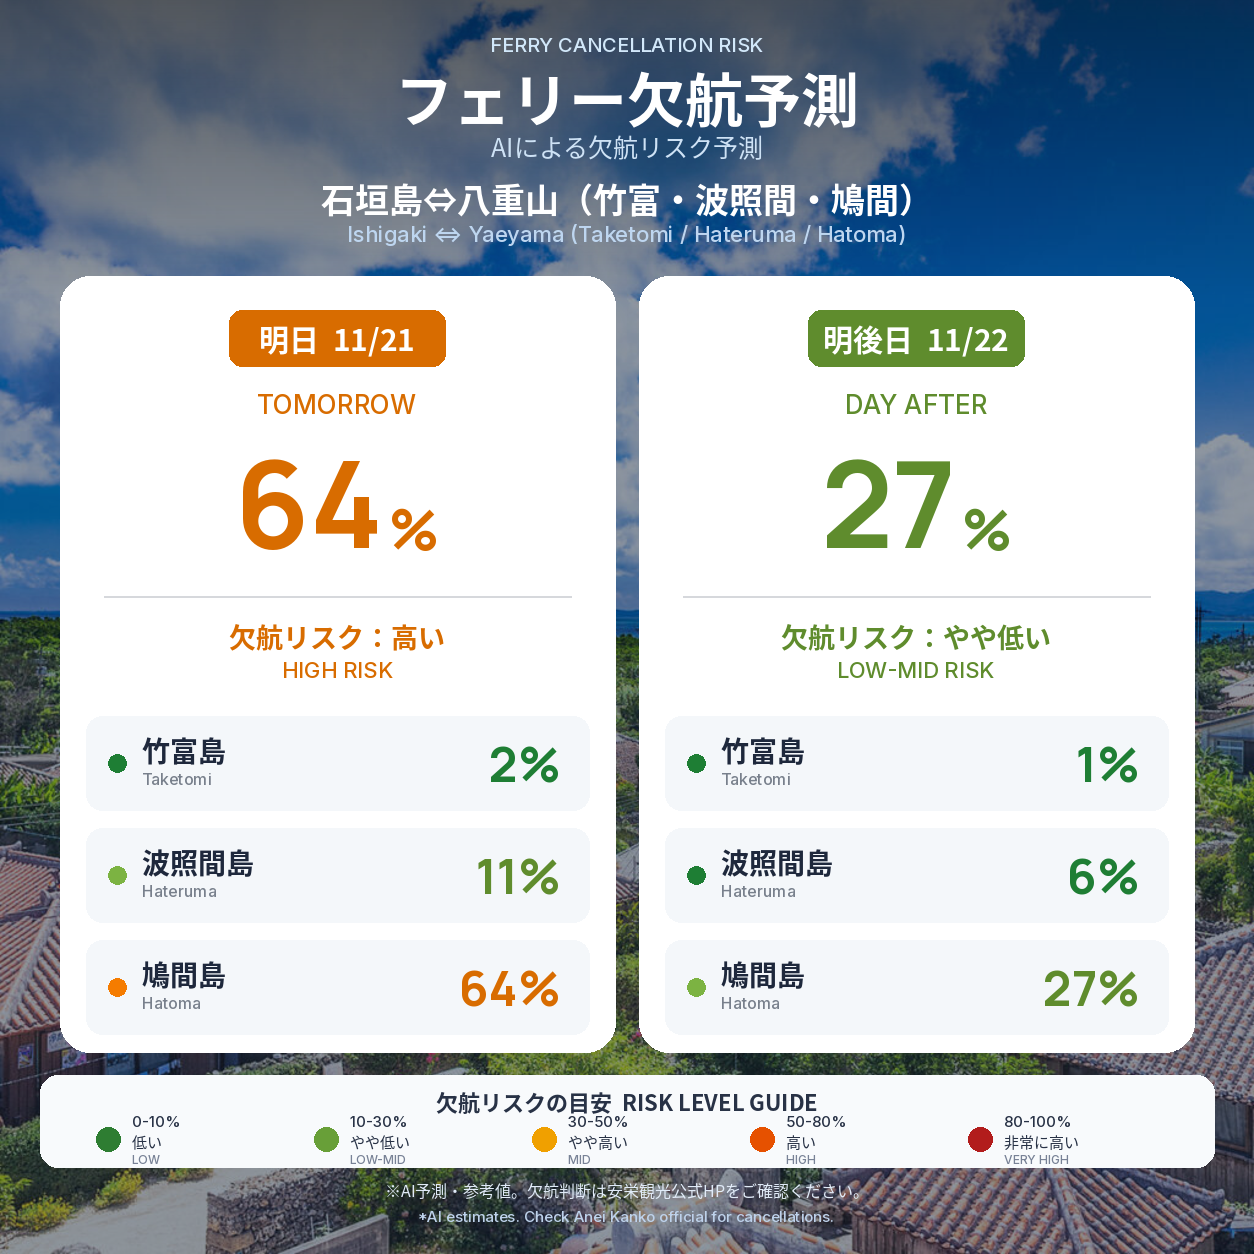 FERRY CANCELLATION RISK
フェリー欠航予測
AIによる欠航リスク予測
石垣島⇔八重山（竹富・波照間・鳩間）
Ishigaki ⇔ Yaeyama (Taketomi / Hateruma / Hatoma)
明日 11/21
TOMORROW
64%
欠航リスク：高い
HIGH RISK
竹富島
Taketomi
2%
波照間島
Hateruma
11%
鳩間島
Hatoma
64%
明後日 11/22
DAY AFTER
27%
欠航リスク：やや低い
LOW-MID RISK
竹富島
Taketomi
1%
波照間島
Hateruma
6%
鳩間島
Hatoma
27%
欠航リスクの目安 RISK LEVEL GUIDE
0-10%
低い
LOW
10-30%
やや低い
LOW-MID
30-50%
やや高い
MID
50-80%
高い
HIGH
80-100%
非常に高い
VERY HIGH
※AI予測・参考値。欠航判断は安栄観光公式HPをご確認ください。
*AI estimates. Check Anei Kanko official for cancellations.